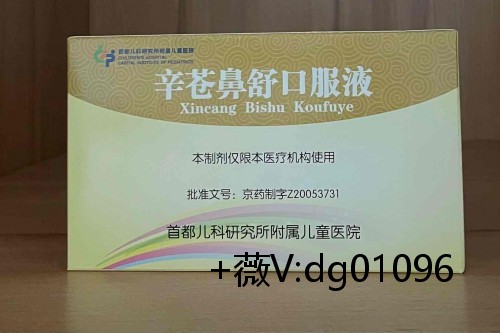 首都儿科研究所附属儿童医院
CHILDREN'S HOSPITAL
CAPITAL INSTITUTE OF PEDIATRICS
辛苍鼻舒口服液
Xincang Bishu Koufuye
本制剂仅限本医疗机构使用
批准文号：京药制字Z20053731
首都儿科研究所附属儿童医院
+薇V:dg01096